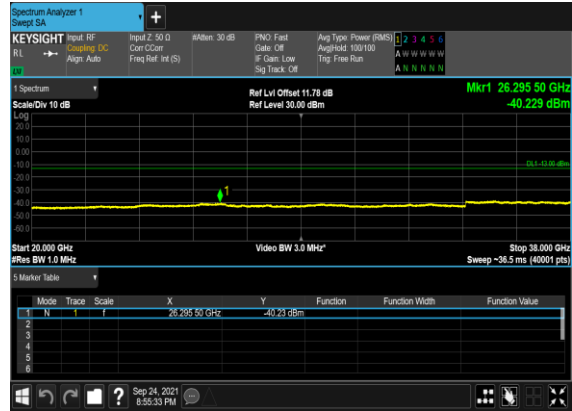 Spectrum Analyzer 1
Swept SA
+
KEYSIGHT Input: RF Input Z: 50 Ω #Atten: 30 dB PNO: Fast Avg Type: Power (RMS) 1 2 3 4 5 6
RL Coupling: DC Corr CCorr Gate: Off Avg|Hold: 100/100 A W W W W W
Align: Auto Freq Ref: Int (S) IF Gain: Low Trig: Free Run
Sig Track: Off A N N N N N
1 Spectrum
Ref Lvl Offset 11.78 dB Mkr1 26.295 50 GHz
Scale/Div 10 dB Ref Level 30.00 dBm -40.229 dBm
Log
20.0
10.0
0.00
-10.0 DL1 -13.00 dBm
-20.0
-30.0
1
-40.0
-50.0
-60.0
Start 20.000 GHz Video BW 3.0 MHz* Stop 38.000 GHz
#Res BW 1.0 MHz Sweep ~36.5 ms (40001 pts)
5 Marker Table
Mode Trace Scale X Y Function Function Width Function Value
1 N 1 f 26.295 50 GHz -40.23 dBm
2
3
4
5
6
? Sep 24, 2021
8:55:33 PM